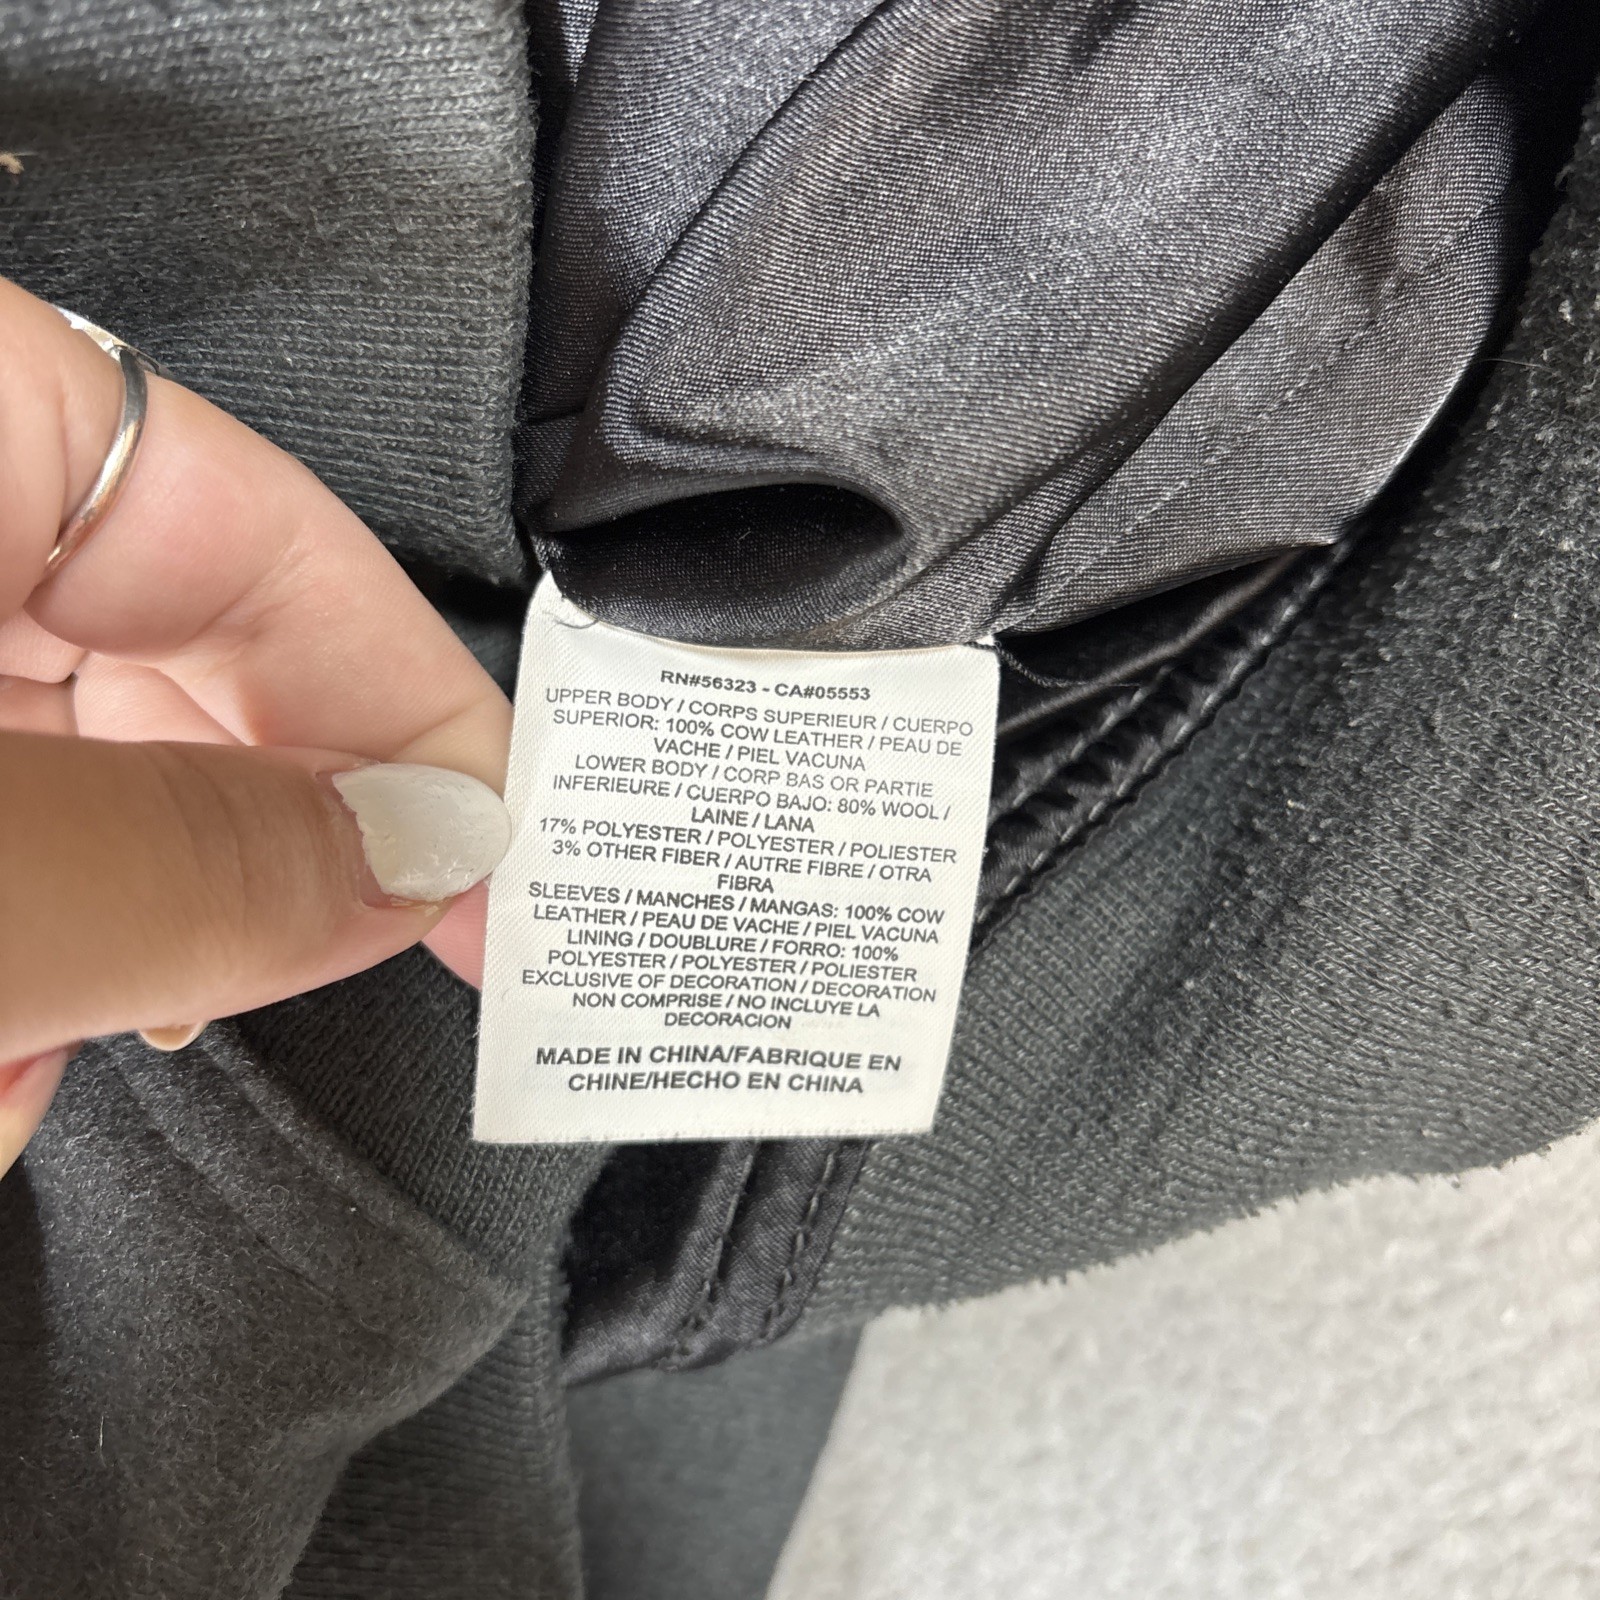 RN#56323 - CA#05553
UPPER BODY / CORPS SUPERIEUR / CUERPO
SUPERIOR: 100% COW LEATHER / PEAU DE
VACHE / PIEL VACUNA
LOWER BODY / CORP BAS OR PARTIE
INFERIEURE / CUERPO BAJO: 80% WOOL /
LAINE / LANA
17% POLYESTER / POLYESTER / POLIESTER
3% OTHER FIBER / AUTRE FIBRE / OTRA
FIBRA
SLEEVES / MANCHES / MANGAS: 100% COW
LEATHER / PEAU DE VACHE / PIEL VACUNA
LINING / DOUBLURE / FORRO: 100%
POLYESTER / POLYESTER / POLIESTER
EXCLUSIVE OF DECORATION / DECORATION
NON COMPRISE / NO INCLUYE LA
DECORACION
MADE IN CHINA/FABRIQUE EN
CHINE/HECHO EN CHINA